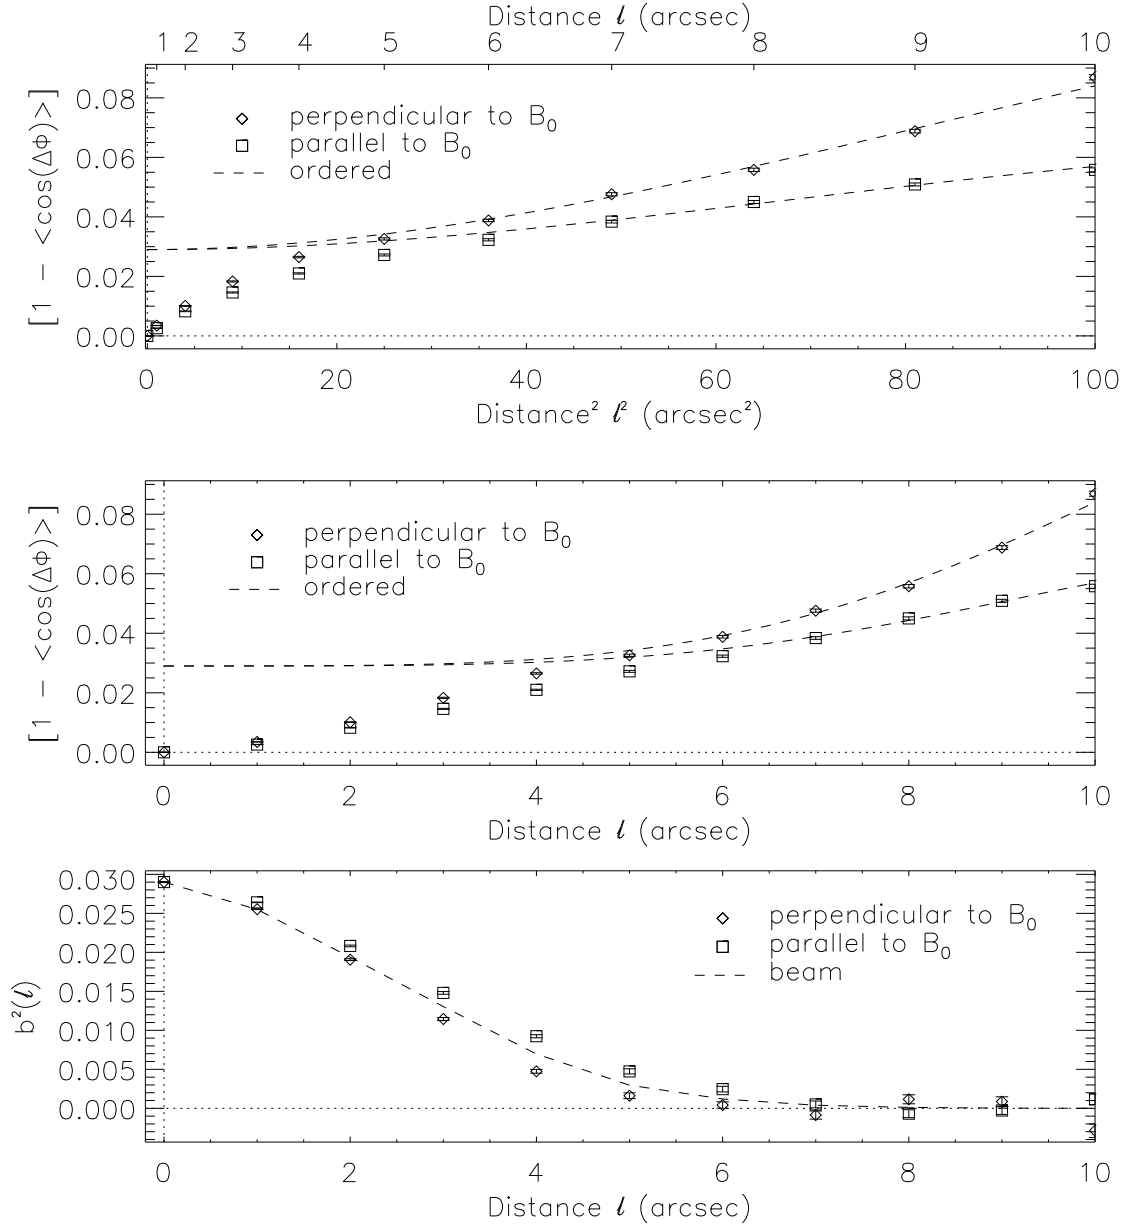 Distance ℓ (arcsec)
1 2 3 4 5 6 7 8 9 10
[1 − <cos(ΔΦ)>]
0.08
0.06
0.04
0.02
0.00
perpendicular to B₀
parallel to B₀
ordered
0 20 40 60 80 100
Distance² ℓ² (arcsec²)
[1 − <cos(ΔΦ)>]
0.08
0.06
0.04
0.02
0.00
perpendicular to B₀
parallel to B₀
ordered
0 2 4 6 8 10
Distance ℓ (arcsec)
b²(ℓ)
0.030
0.025
0.020
0.015
0.010
0.005
0.000
perpendicular to B₀
parallel to B₀
beam
0 2 4 6 8 10
Distance ℓ (arcsec)